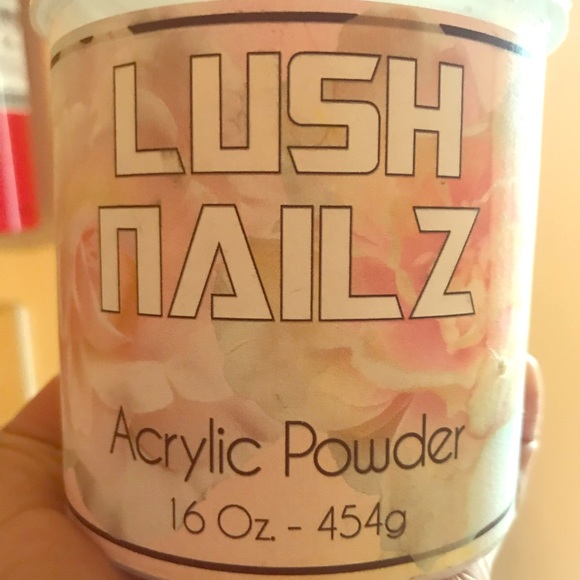 LUSH
NAILZ
Acrylic Powder
16 Oz. - 454g